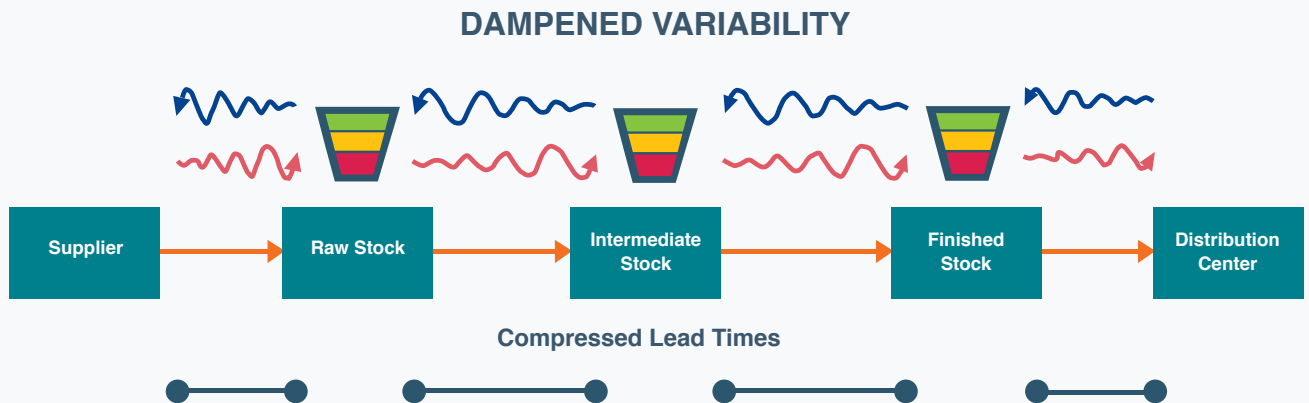 DAMPENED VARIABILITY
Supplier
Raw Stock
Intermediate
Stock
Finished
Stock
Distribution
Center
Compressed Lead Times